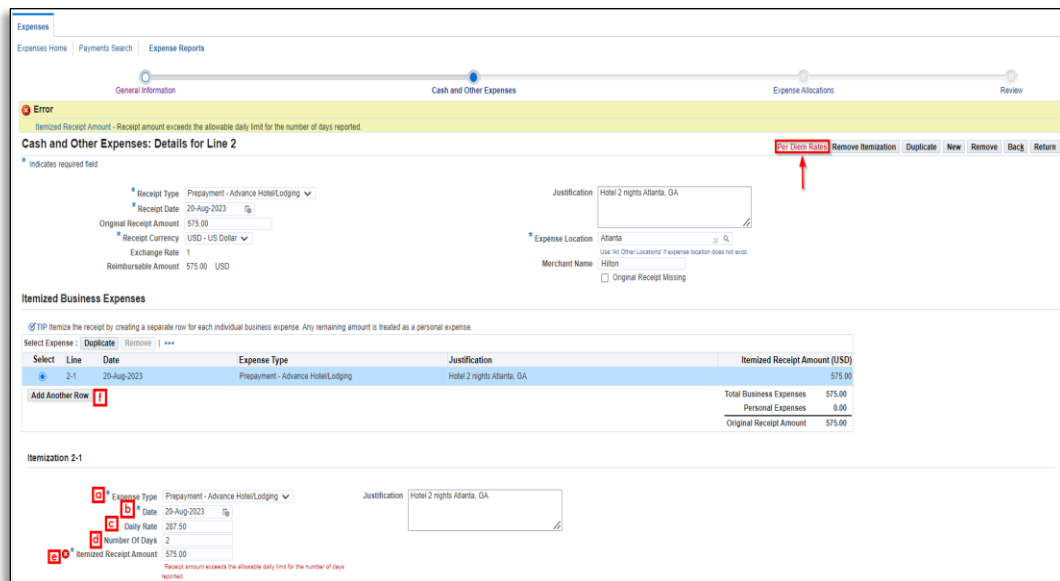 Expenses
Expenses Home Payments Search Expense Reports
General Information Cash and Other Expenses Expense Allocations Review
Error
Itemized Receipt Amount - Receipt amount exceeds the allowable daily limit for the number of days reported.
Cash and Other Expenses: Details for Line 2 Per Diem Rates Remove Itemization Duplicate New Remove Back Return
* Indicates required field
* Receipt Type Prepayment - Advance Hotel/Lodging
* Receipt Date 20-Aug-2023
Original Receipt Amount 575.00
* Receipt Currency USD - US Dollar
Exchange Rate 1
Reimbursable Amount 575.00 USD
Justification Hotel 2 nights Atlanta, GA
* Expense Location Atlanta
Use 'All Other Locations' if expense location does not exist.
Merchant Name Hilton
Original Receipt Missing
Itemized Business Expenses
TIP Itemize the receipt by creating a separate row for each individual business expense. Any remaining amount is treated as a personal expense.
Select Expense : Duplicate Remove | •••
Select Line Date Expense Type Justification Itemized Receipt Amount (USD)
2-1 20-Aug-2023 Prepayment - Advance Hotel/Lodging Hotel 2 nights Atlanta, GA 575.00
Add Another Row f
Total Business Expenses 575.00
Personal Expenses 0.00
Original Receipt Amount 575.00
Itemization 2-1
a * Expense Type Prepayment - Advance Hotel/Lodging
b * Date 20-Aug-2023
c Daily Rate 287.50
d Number Of Days 2
e * Itemized Receipt Amount 575.00
Receipt amount exceeds the allowable daily limit for the number of days
reported.
Justification Hotel 2 nights Atlanta, GA